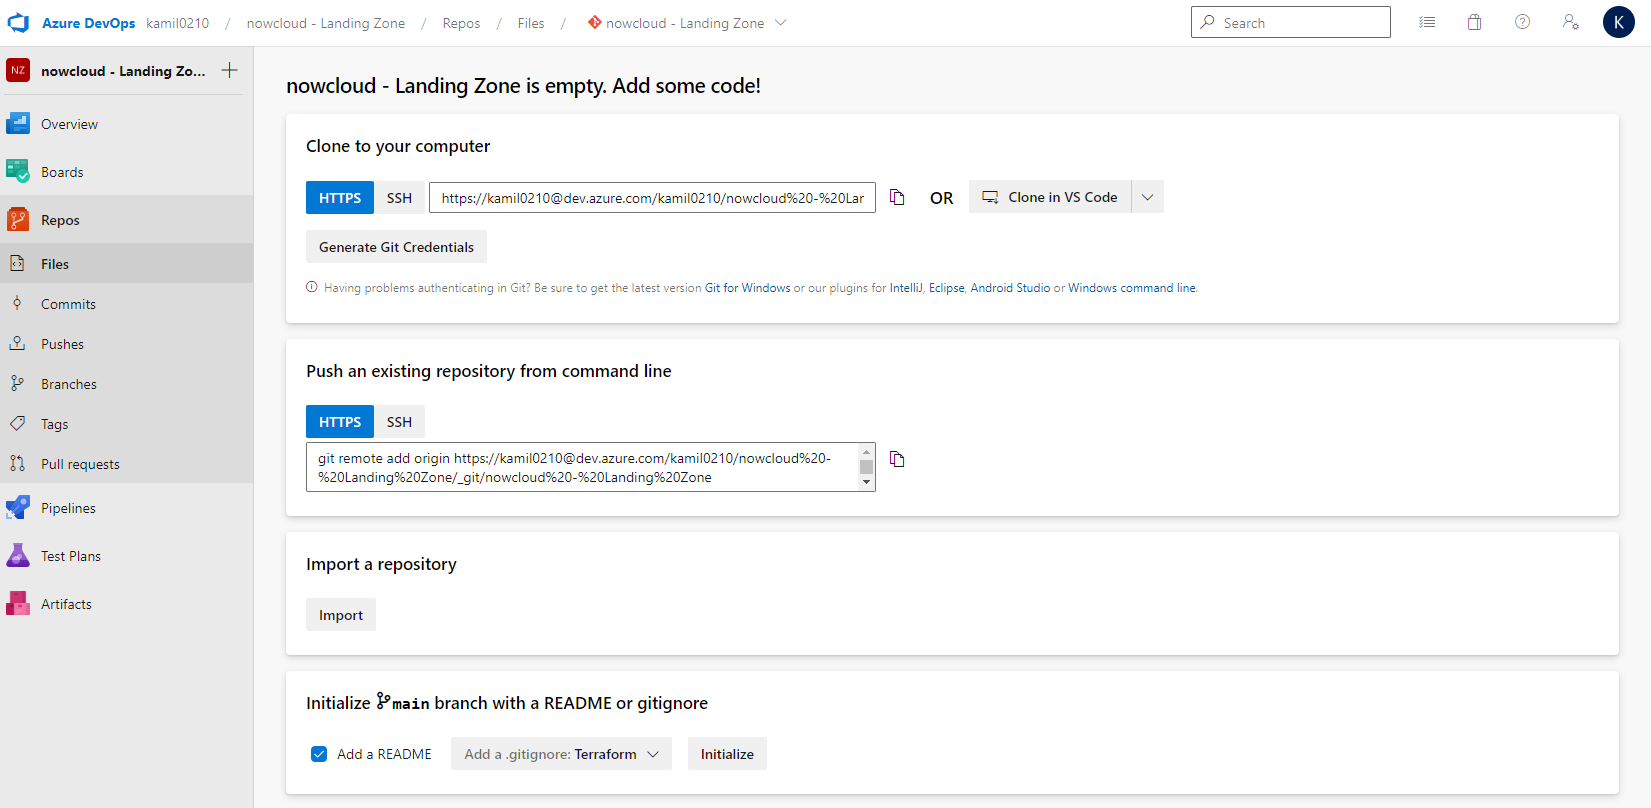 Azure DevOps kamil0210 / nowcloud - Landing Zone / Repos / Files / nowcloud - Landing Zone
Search
K
NZ nowcloud - Landing Zo...
Overview
Boards
Repos
Files
Commits
Pushes
Branches
Tags
Pull requests
Pipelines
Test Plans
Artifacts
nowcloud - Landing Zone is empty. Add some code!
Clone to your computer
HTTPS SSH https://kamil0210@dev.azure.com/kamil0210/nowcloud%20-%20Lar OR Clone in VS Code
Generate Git Credentials
Having problems authenticating in Git? Be sure to get the latest version Git for Windows or our plugins for IntelliJ, Eclipse, Android Studio or Windows command line.
Push an existing repository from command line
HTTPS SSH
git remote add origin https://kamil0210@dev.azure.com/kamil0210/nowcloud%20-
%20Landing%20Zone/_git/nowcloud%20-%20Landing%20Zone
Import a repository
Import
Initialize main branch with a README or gitignore
Add a README Add a .gitignore: Terraform Initialize